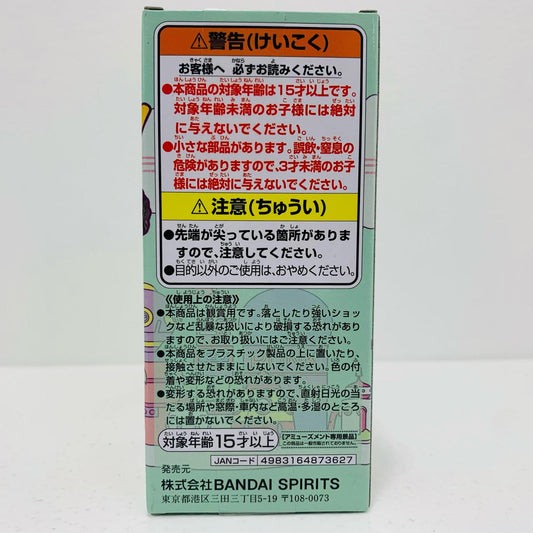 ⚠警告(けいこく)
お客様へ 必ずお読みください。
●本商品の対象年齢は15才以上です。
対象年齢未満のお子様には絶対
に与えないでください。
●小さな部品があります。誤飲・窒息の
危険がありますので、3才未満のお子
様には絶対に与えないでください。
⚠注意(ちゅうい)
●先端が尖っている箇所がありま
すので、注意してください。
●目的以外のご使用は、おやめください。
《使用上の注意》
●本商品は観賞用です。落としたり強いショッ
クなど乱暴な扱いにより破損する恐れがあり
ますので、お取り扱いにはご注意ください。
●本商品をプラスチック製品の上に置いたり、
接触させたままにしないでください。色の付
着や変形などの恐れがあります。
●変形する恐れがありますので、直射日光の当
たる場所や窓際・車内など高温・多湿のところ
には置かないでください。
対象年齢15才以上
【アミューズメント専用景品】
この商品は一般市販されておりません。
JANコード 4983164873627
発売元
株式会社BANDAI SPIRITS
東京都港区三田三丁目5-19 〒108-0073